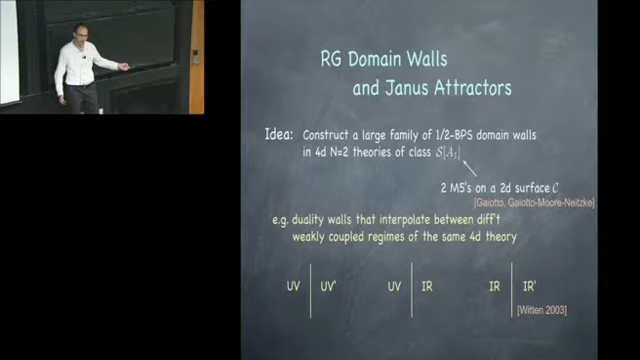 RG Domain Walls
and Janus Attractors
Idea: Construct a large family of 1/2-BPS domain walls
in 4d N=2 theories of class S[A₁]
2 M5's on a 2d surface C
[Gaiotto, Gaiotto-Moore-Neitzke]
e.g. duality walls that interpolate between diff't
weakly coupled regimes of the same 4d theory
UV | UV' UV | IR IR | IR'
[Witten 2003]